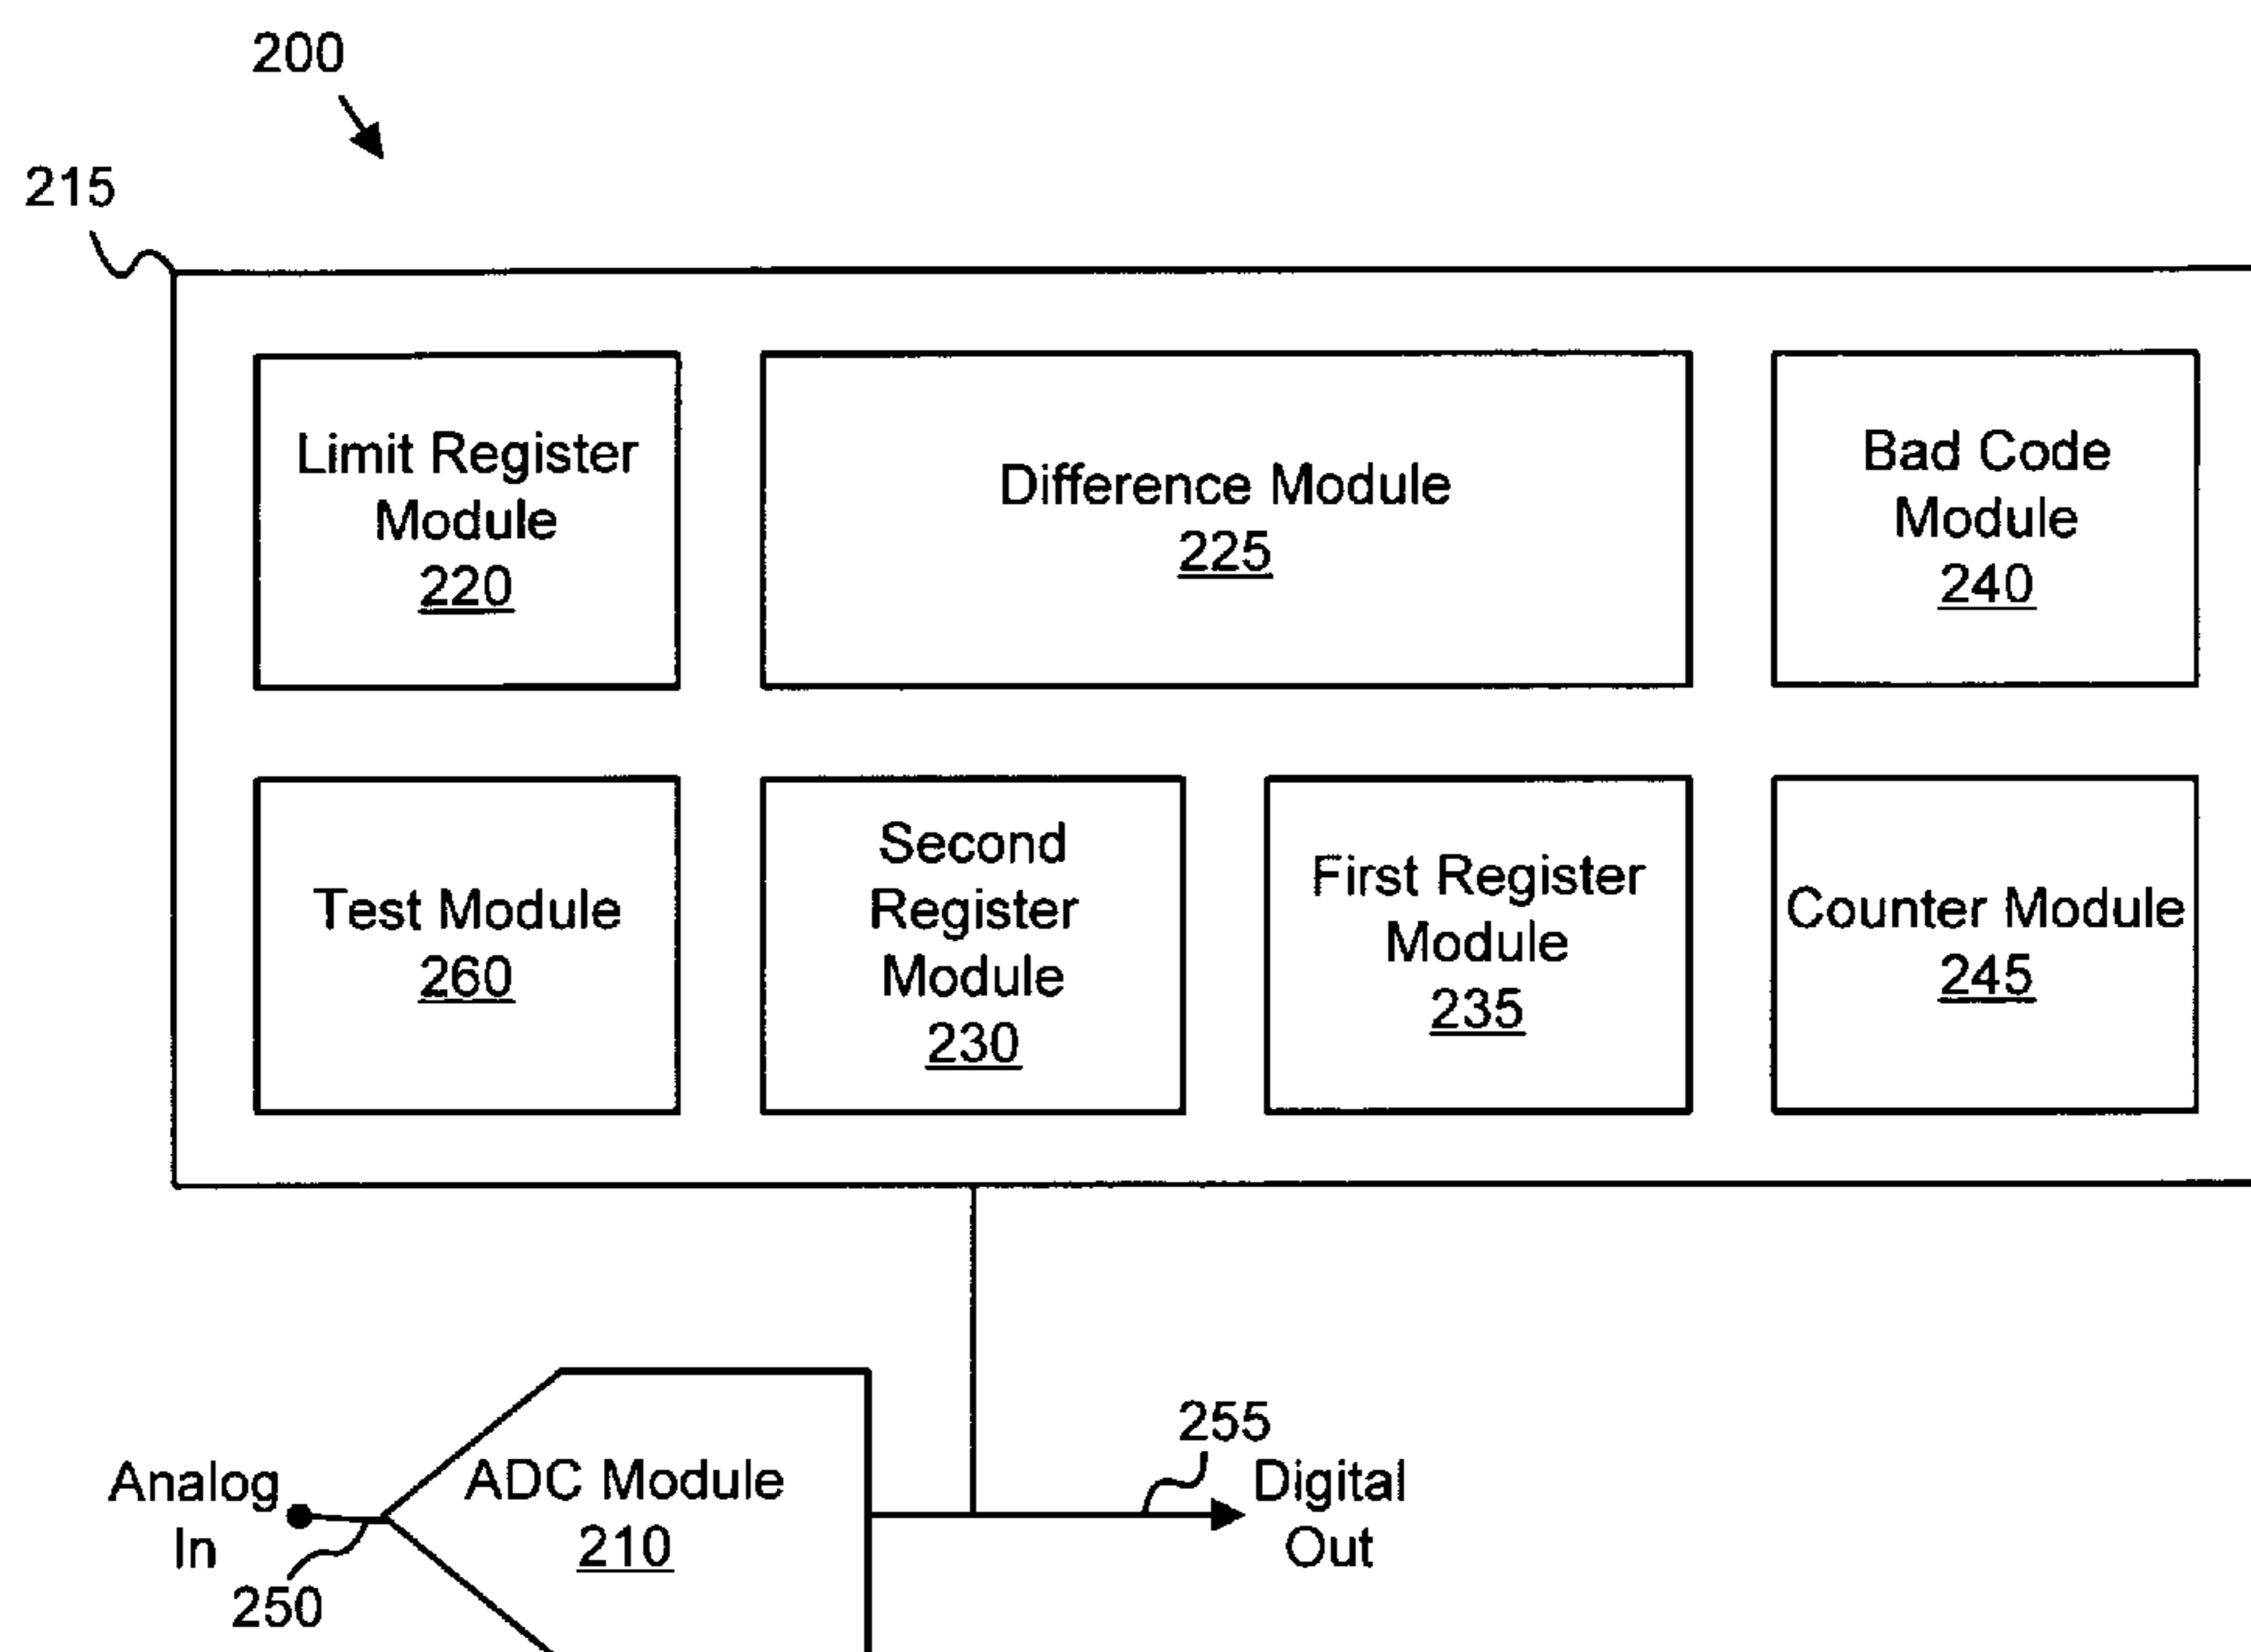 200
215
Limit Register
Module
220
Difference Module
225
Bad Code
Module
240
Test Module
260
Second
Register
Module
230
First Register
Module
235
Counter Module
245
Analog
In
250
ADC Module
210
255
Digital
Out